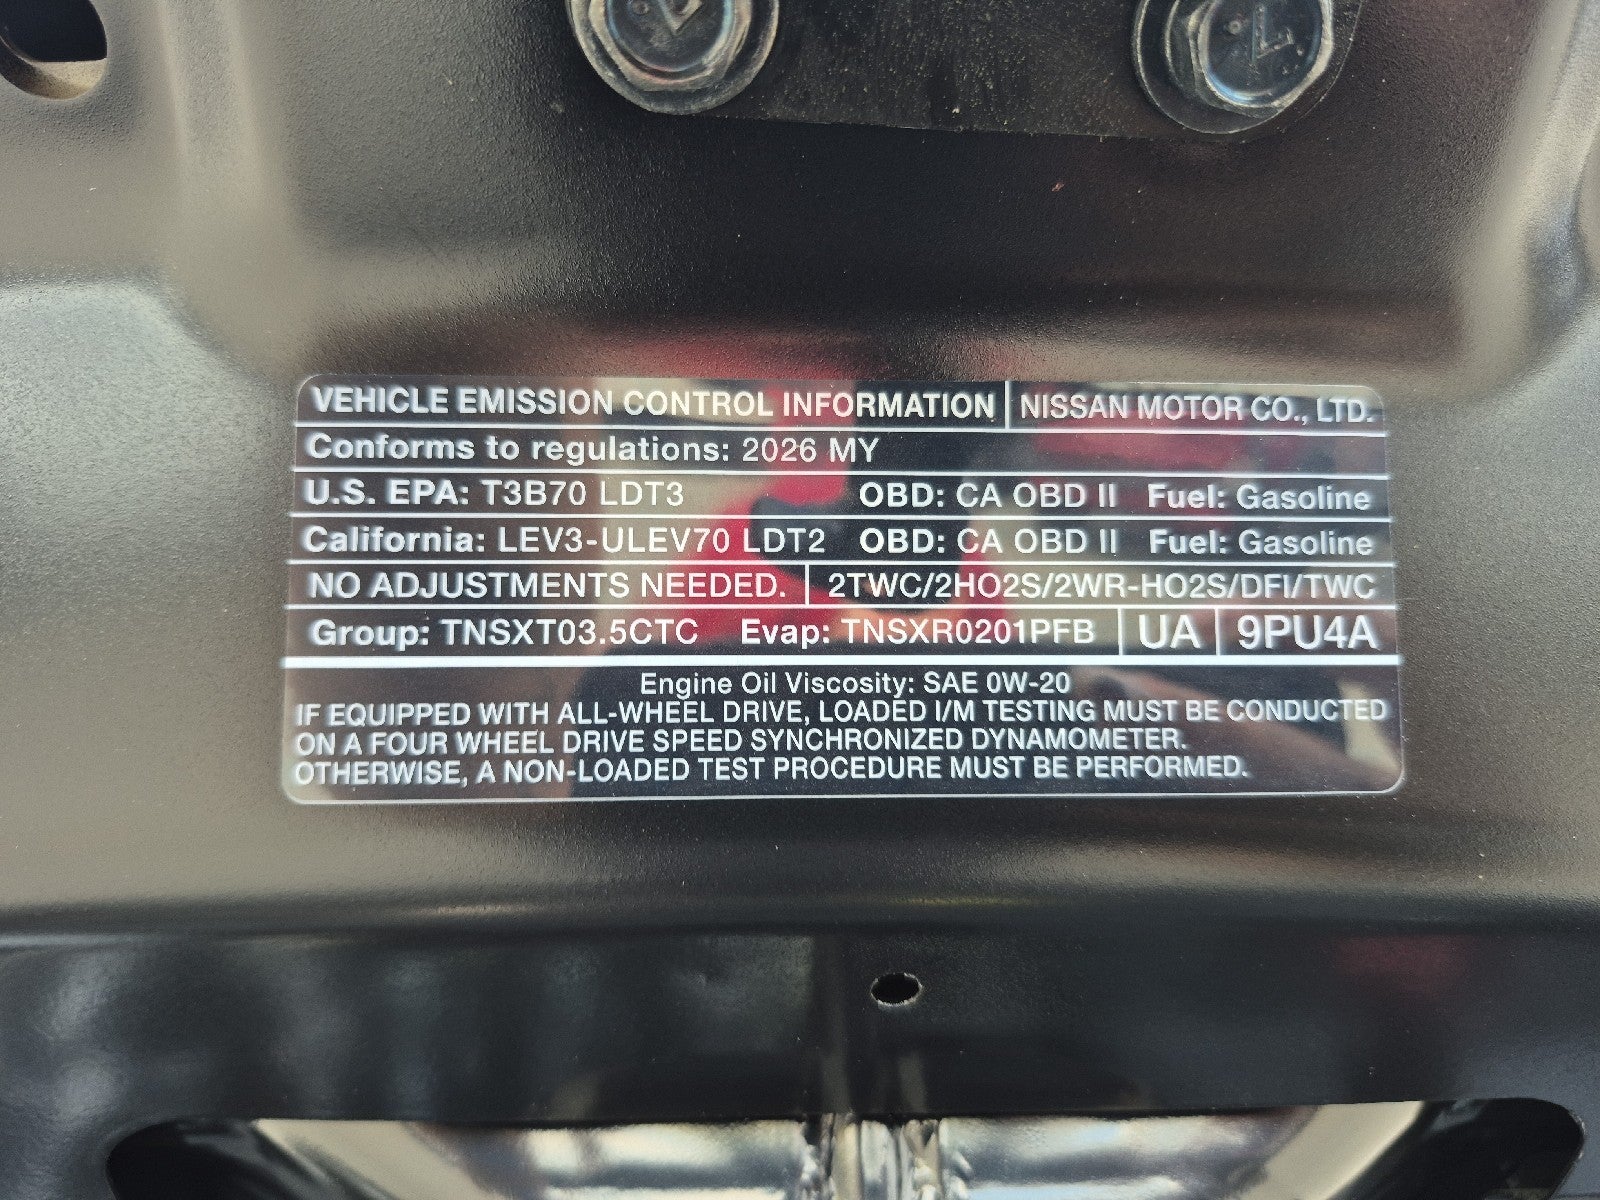 VEHICLE EMISSION CONTROL INFORMATION NISSAN MOTOR CO., LTD.
Conforms to regulations: 2026 MY
U.S. EPA: T3B70 LDT3 OBD: CA OBD II Fuel: Gasoline
California: LEV3-ULEV70 LDT2 OBD: CA OBD II Fuel: Gasoline
NO ADJUSTMENTS NEEDED. 2TWC/2HO2S/2WR-HO2S/DFI/TWC
Group: TNSXT03.5CTC Evap: TNSXR0201PFB UA 9PU4A
Engine Oil Viscosity: SAE 0W-20
IF EQUIPPED WITH ALL-WHEEL DRIVE, LOADED I/M TESTING MUST BE CONDUCTED
ON A FOUR WHEEL DRIVE SPEED SYNCHRONIZED DYNAMOMETER.
OTHERWISE, A NON-LOADED TEST PROCEDURE MUST BE PERFORMED.